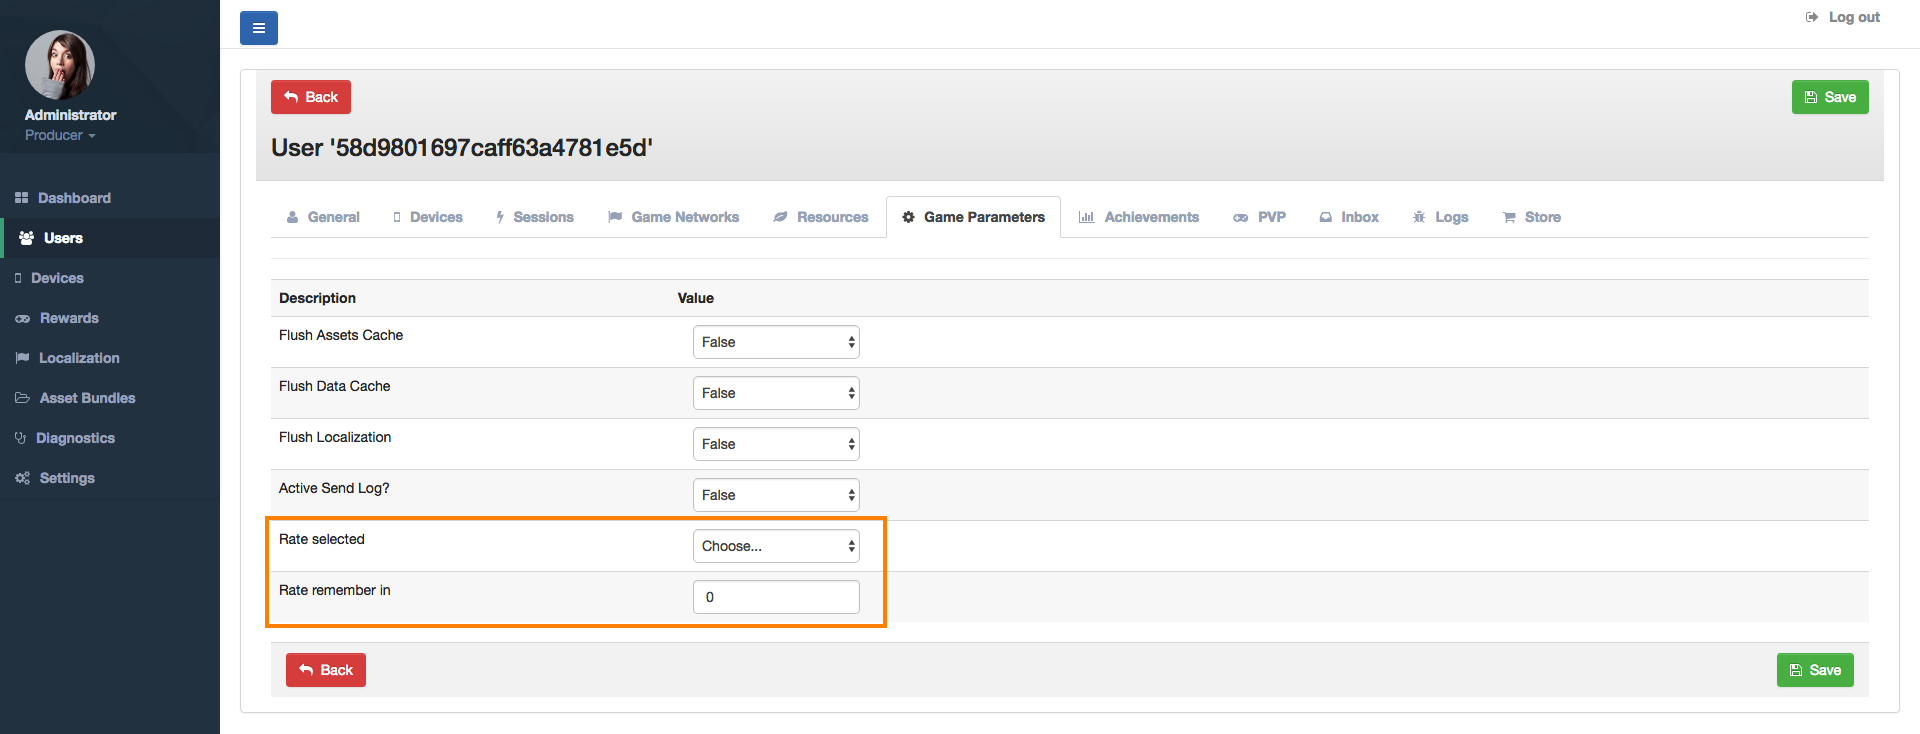 Log out
Administrator
Producer
Dashboard
Users
Devices
Rewards
Localization
Asset Bundles
Diagnostics
Settings
Back
Save
User '58d9801697caff63a4781e5d'
General Devices Sessions Game Networks Resources Game Parameters Achievements PVP Inbox Logs Store
Description Value
Flush Assets Cache False
Flush Data Cache False
Flush Localization False
Active Send Log? False
Rate selected Choose...
Rate remember in 0
Back Save